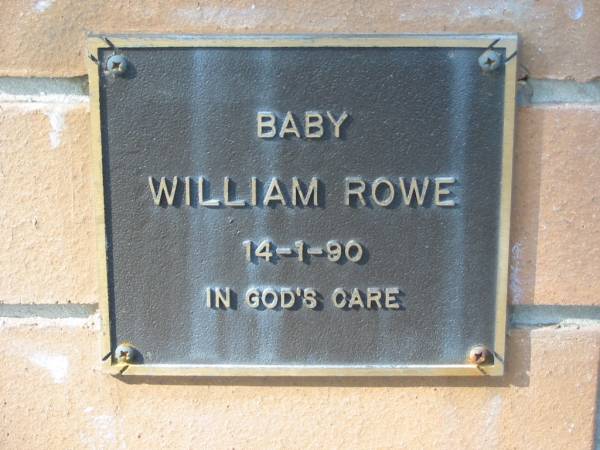 BABY
WILLIAM ROWE
14-1-90
IN GOD'S CARE